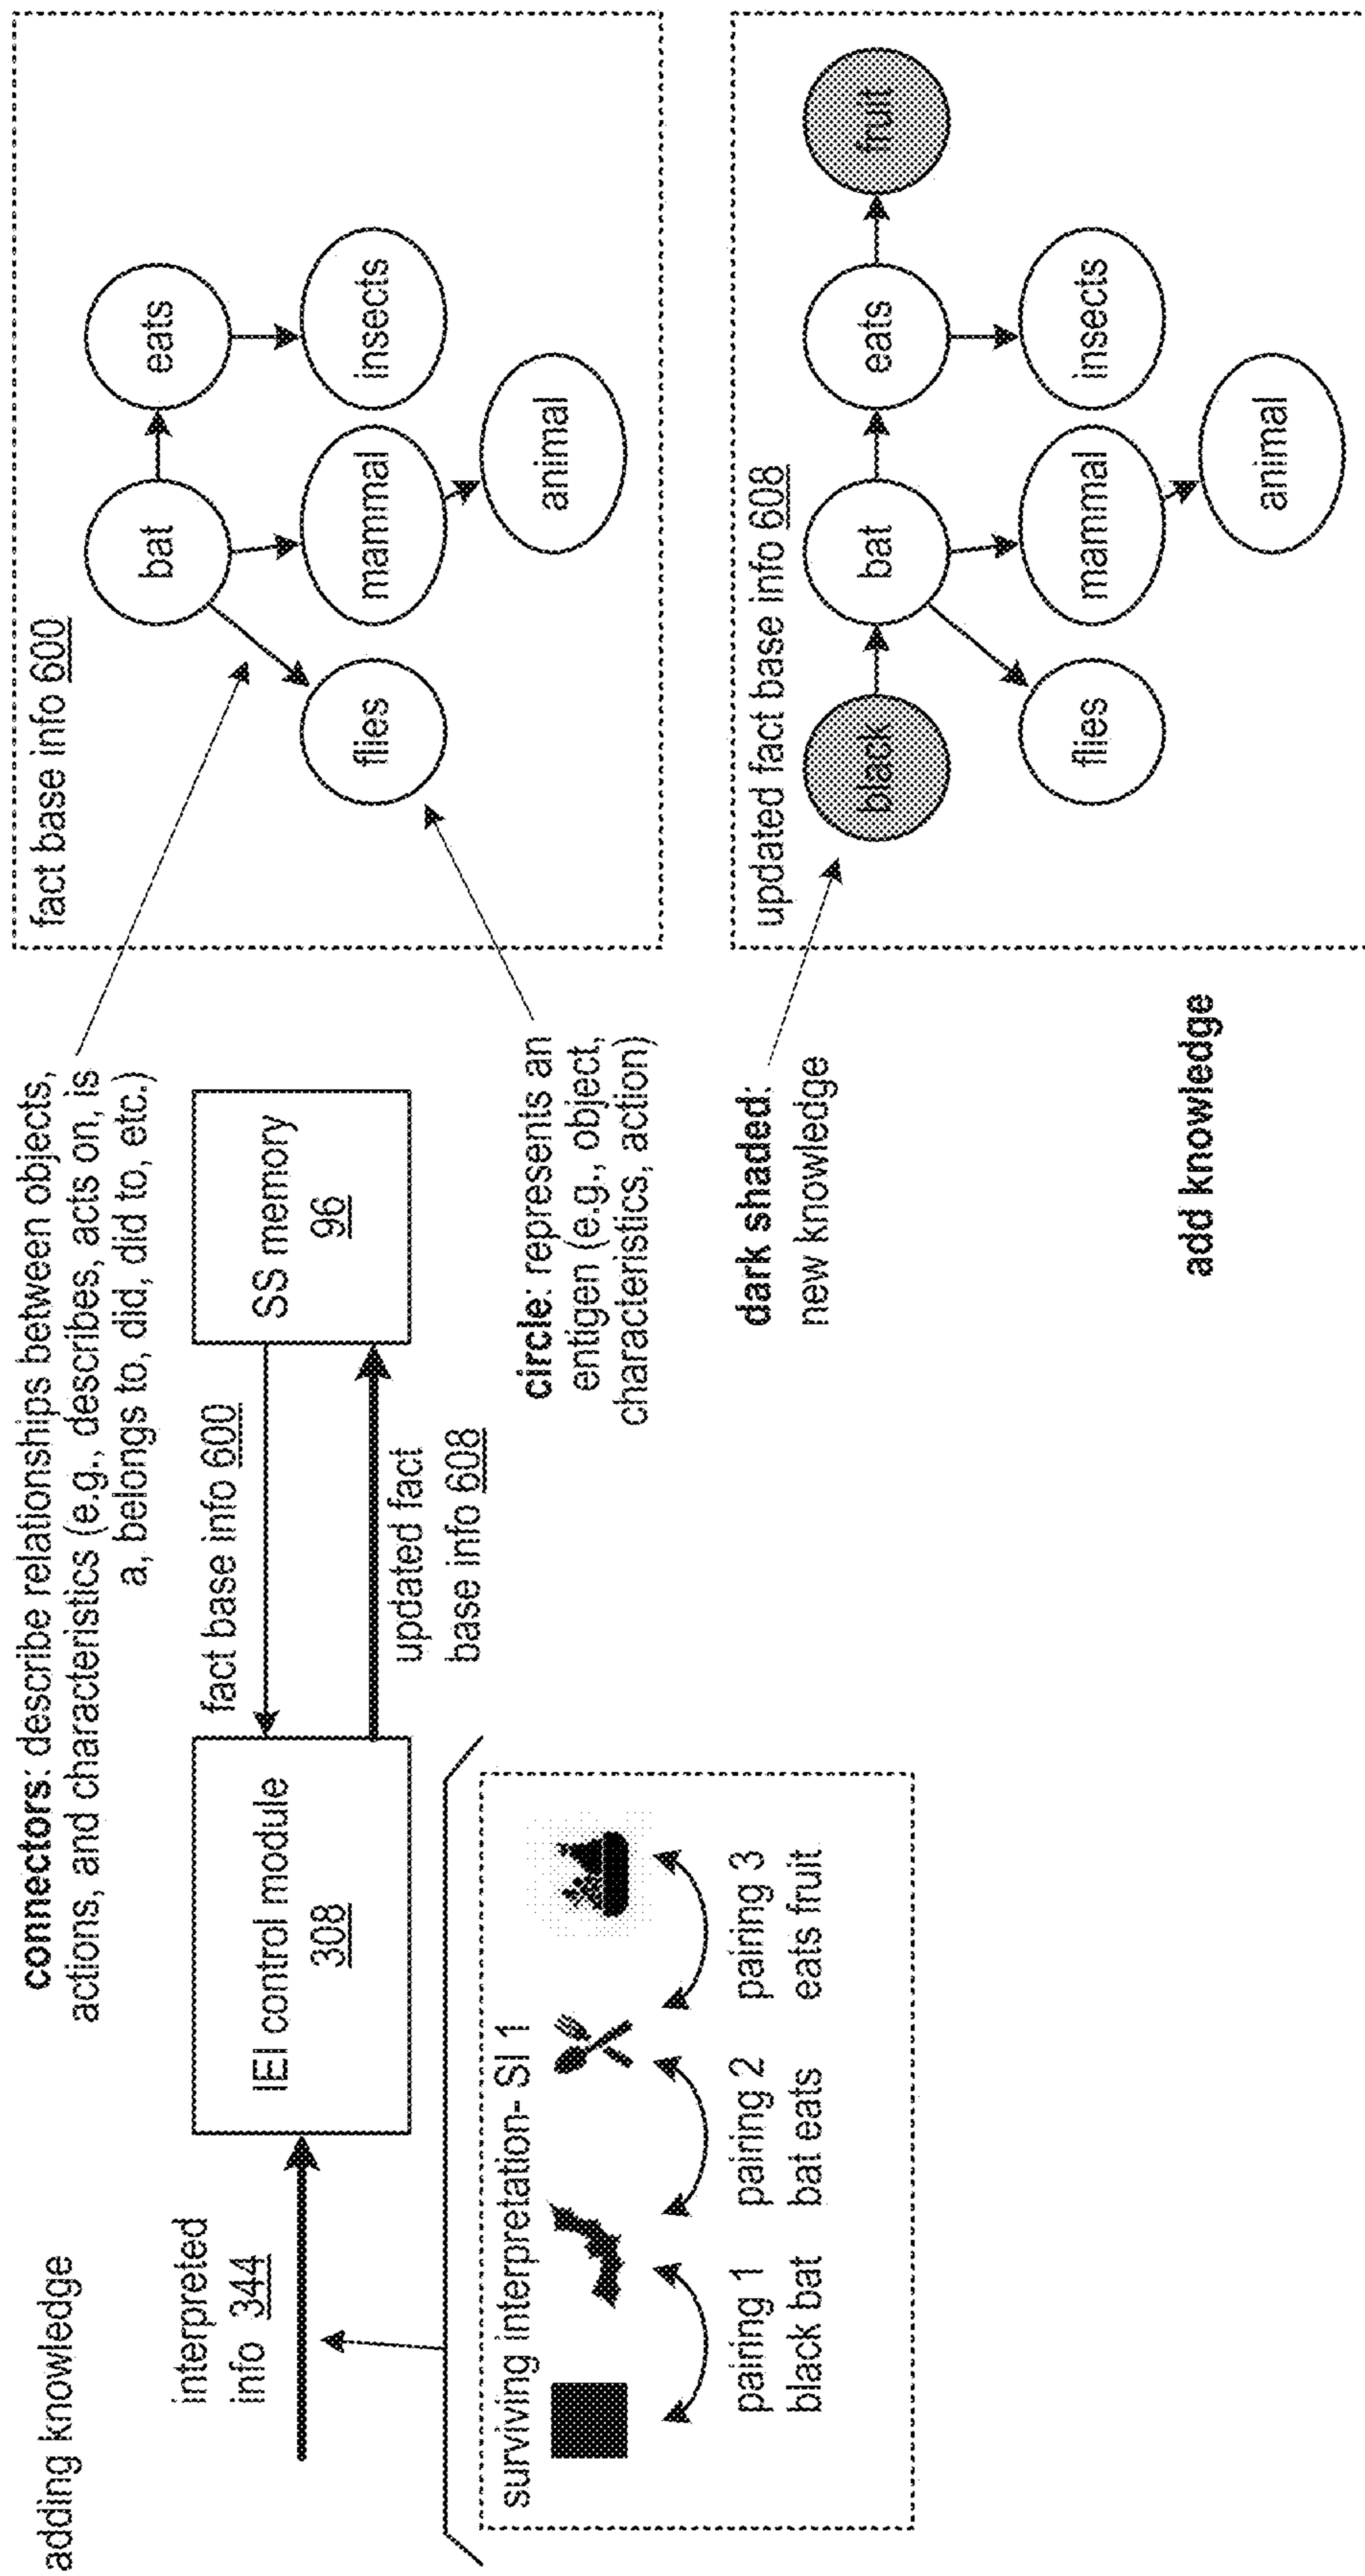 adding knowledge
connectors: describe relationships between objects,
actions, and characteristics (e.g., describes, acts on, is
a, belongs to, did, did to, etc.)
interpreted
info 344
IEI control module
308
fact base info 600
updated fact
base info 608
SS memory
96
surviving interpretation- SI 1
pairing 1
black bat
pairing 2
bat eats
pairing 3
eats fruit
circle: represents an
entigen (e.g., object,
characteristics, action)
dark shaded:
new knowledge
add knowledge
fact base info 600
bat
eats
flies
mammal
insects
animal
updated fact base info 608
black
bat
eats
fruit
flies
mammal
insects
animal